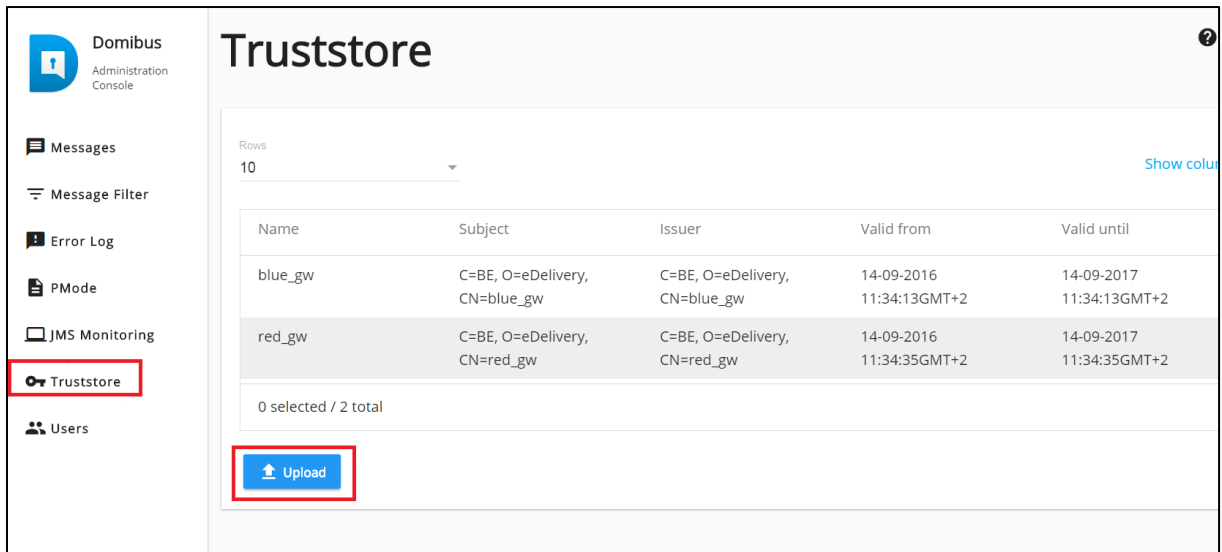 Domibus
Administration
Console
Messages
Message Filter
Error Log
PMode
JMS Monitoring
Truststore
Users
Truststore
Rows
10
Show colu
Name Subject Issuer Valid from Valid until
blue_gw C=BE, O=eDelivery, C=BE, O=eDelivery, 14-09-2016 14-09-2017
CN=blue_gw CN=blue_gw 11:34:13GMT+2 11:34:13GMT+2
red_gw C=BE, O=eDelivery, C=BE, O=eDelivery, 14-09-2016 14-09-2017
CN=red_gw CN=red_gw 11:34:35GMT+2 11:34:35GMT+2
0 selected / 2 total
Upload